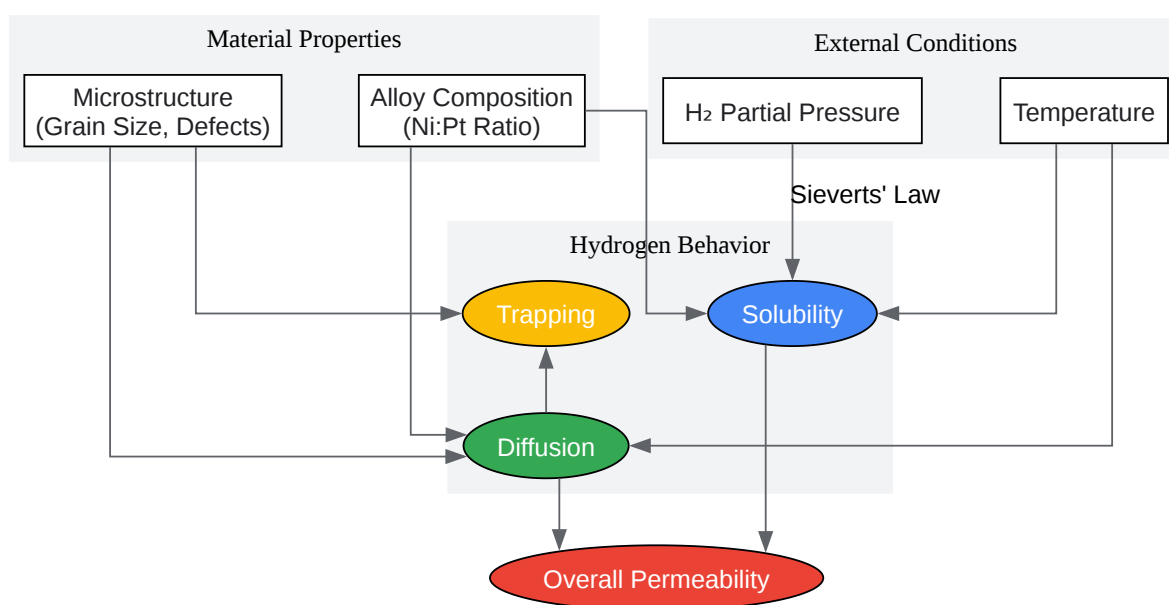 Material Properties
External Conditions
Microstructure
(Grain Size, Defects)
Alloy Composition
(Ni:Pt Ratio)
H₂ Partial Pressure
Temperature
Sieverts' Law
Hydrogen Behavior
Trapping
Solubility
Diffusion
Overall Permeability